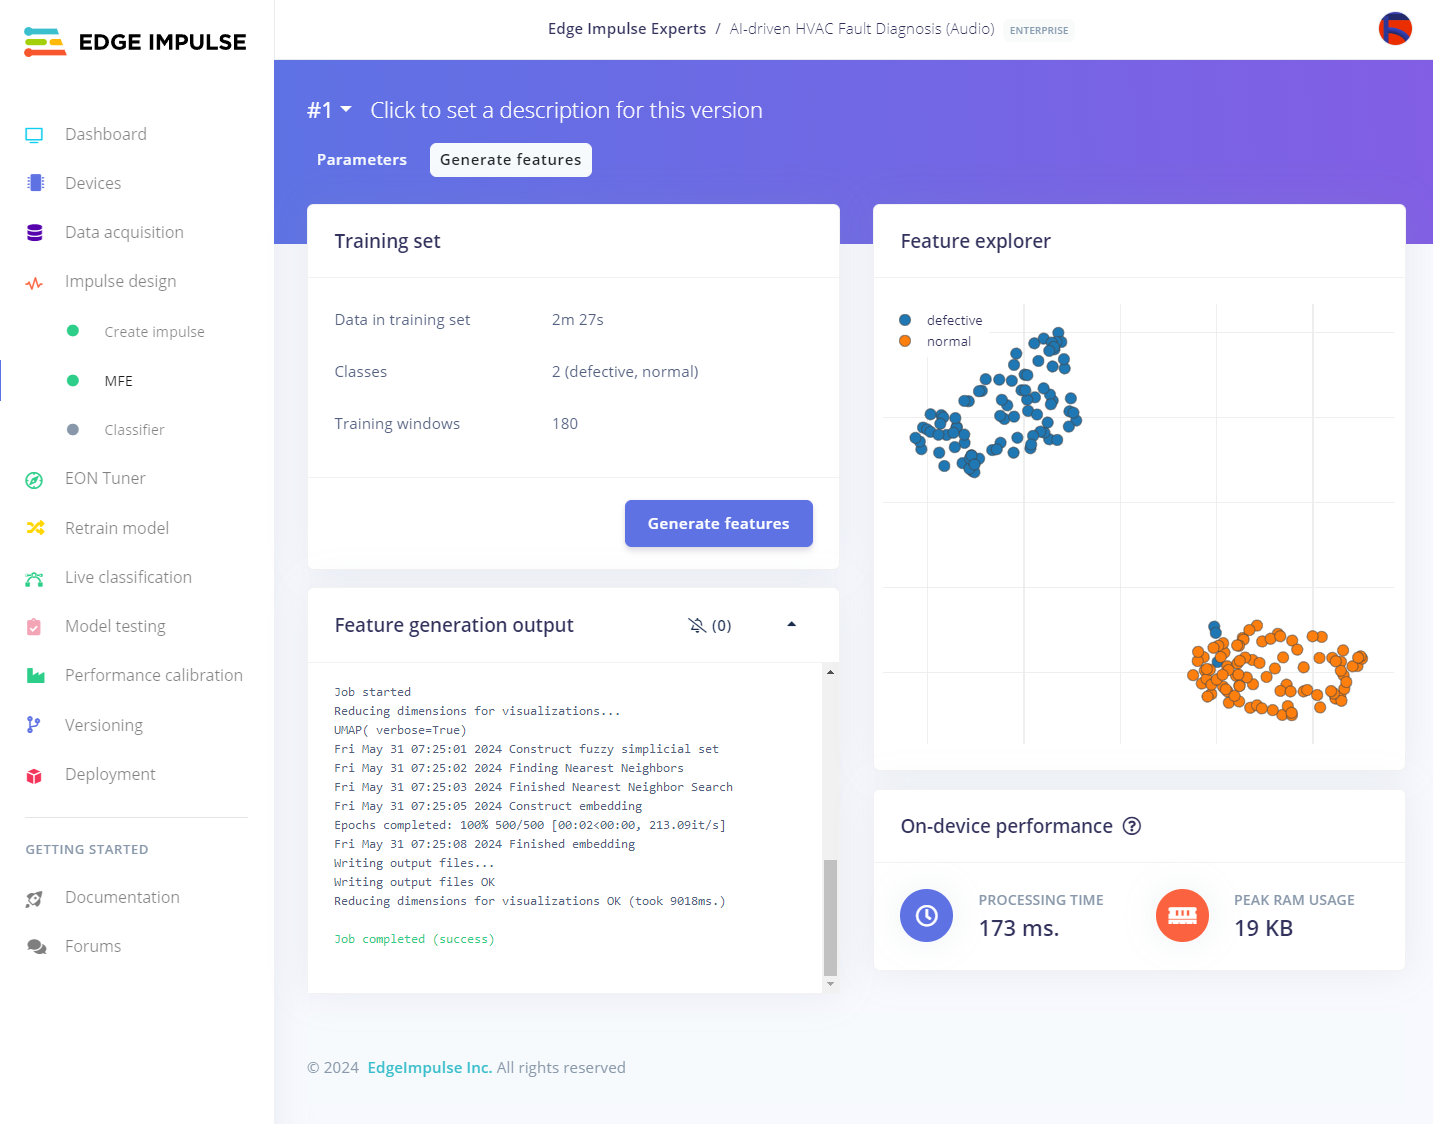 EDGE IMPULSE
Edge Impulse Experts / AI-driven HVAC Fault Diagnosis (Audio) ENTERPRISE
Dashboard
Devices
Data acquisition
Impulse design
Create impulse
MFE
Classifier
EON Tuner
Retrain model
Live classification
Model testing
Performance calibration
Versioning
Deployment
GETTING STARTED
Documentation
Forums
#1 Click to set a description for this version
Parameters Generate features
Training set
Data in training set 2m 27s
Classes 2 (defective, normal)
Training windows 180
Generate features
Feature generation output (0)
Job started
Reducing dimensions for visualizations...
UMAP( verbose=True)
Fri May 31 07:25:01 2024 Construct fuzzy simplicial set
Fri May 31 07:25:02 2024 Finding Nearest Neighbors
Fri May 31 07:25:03 2024 Finished Nearest Neighbor Search
Fri May 31 07:25:05 2024 Construct embedding
Epochs completed: 100% 500/500 [00:02<00:00, 213.09it/s]
Fri May 31 07:25:08 2024 Finished embedding
Writing output files...
Writing output files OK
Reducing dimensions for visualizations OK (took 9018ms.)
Job completed (success)
Feature explorer
defective
normal
On-device performance ?
PROCESSING TIME
173 ms.
PEAK RAM USAGE
19 KB
© 2024 EdgeImpulse Inc. All rights reserved